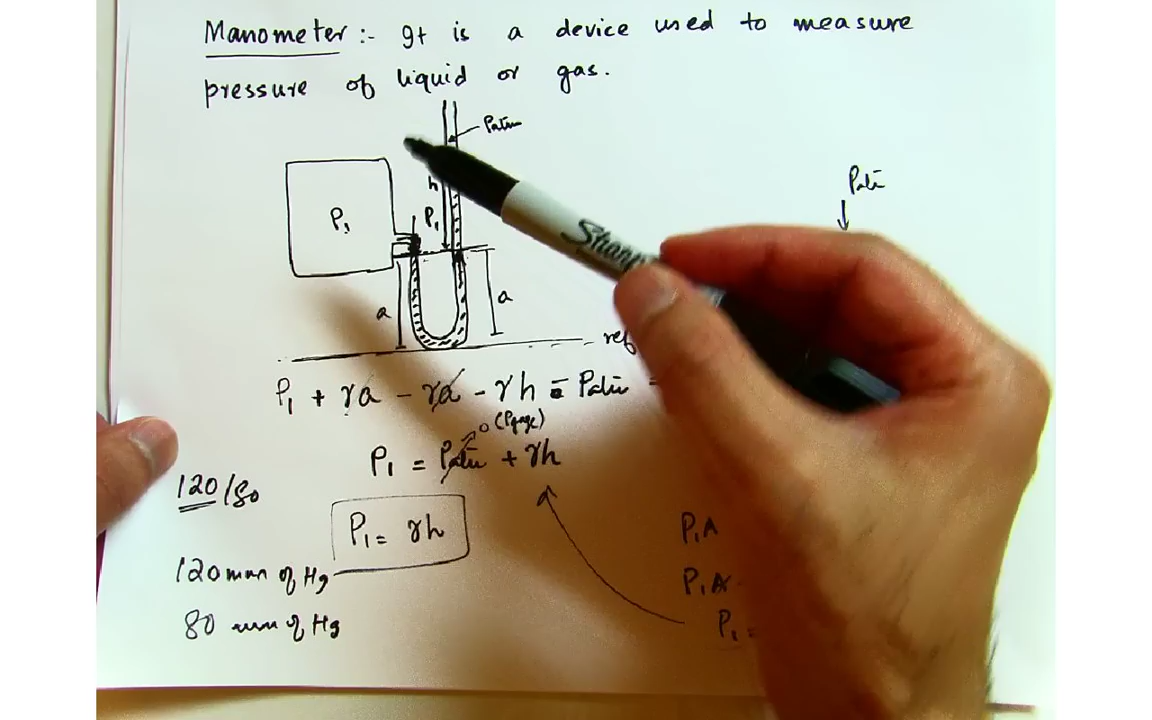 Manometer :- It is a device used to measure
pressure of liquid or gas.
Patm
Patm
h
P₁
P₁
a
a
ref
P₁ + γa - γa - γh = Patm =
0 (Pgage)
P₁ = Patm + γh
120/80
P₁ = γh
120 mm of Hg
80 mm of Hg
P₁A
P₁A
P₁ =
Sharp